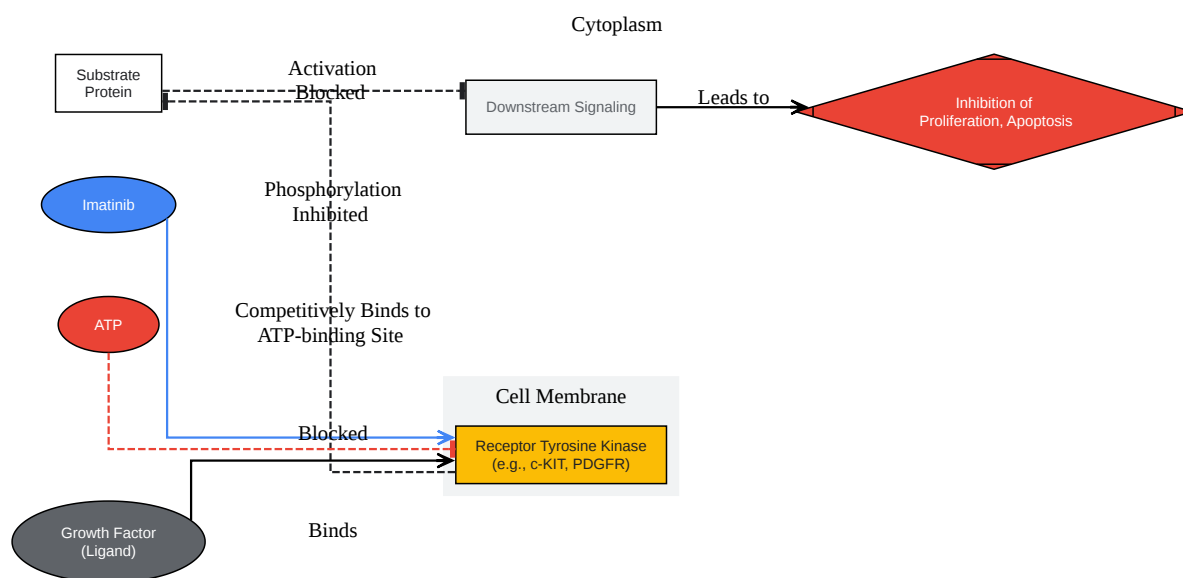 Cytoplasm
Substrate
Protein
Activation
Blocked
Downstream Signaling
Leads to
Inhibition of
Proliferation, Apoptosis
Imatinib
Phosphorylation
Inhibited
ATP
Competitively Binds to
ATP-binding Site
Cell Membrane
Blocked
Receptor Tyrosine Kinase
(e.g., c-KIT, PDGFR)
Growth Factor
(Ligand)
Binds